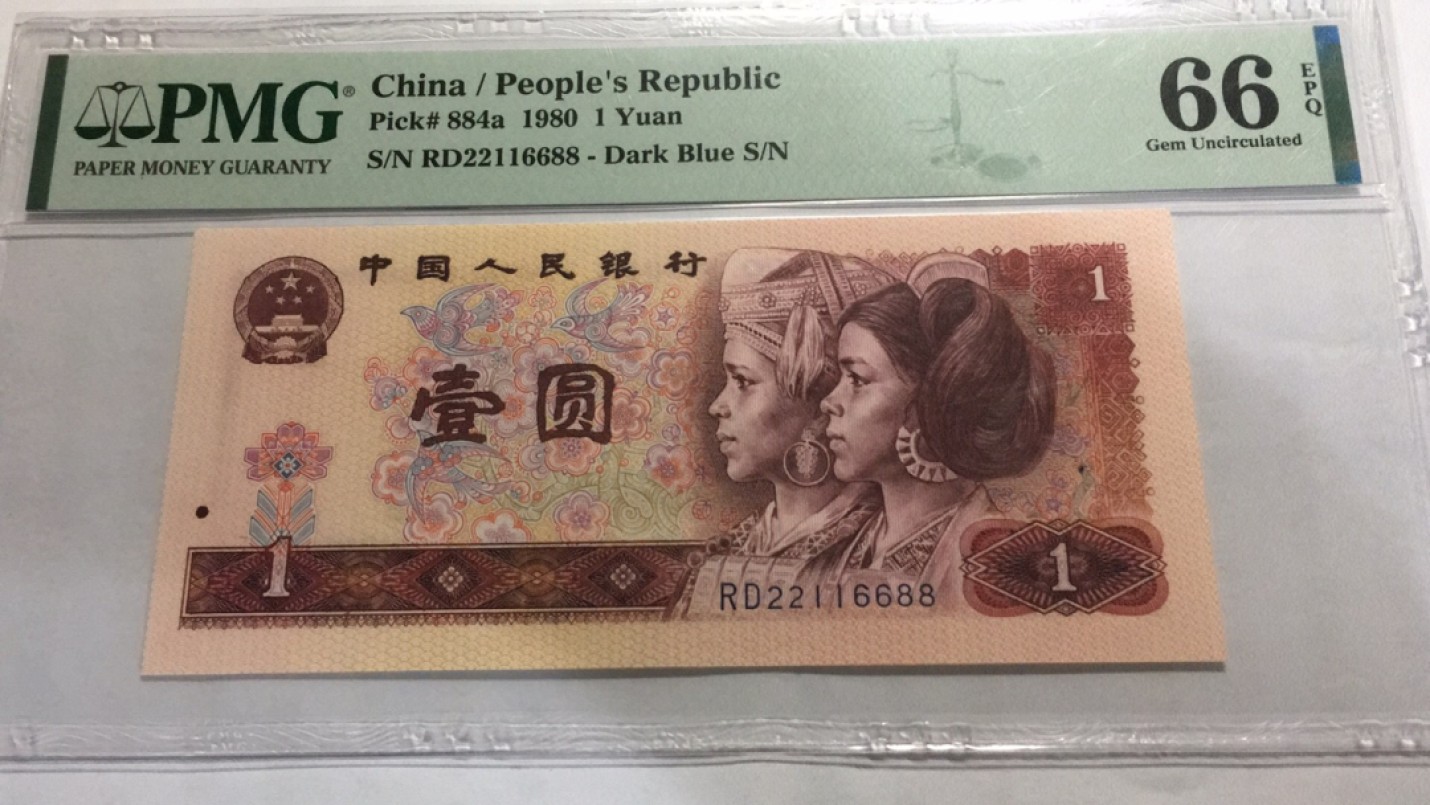 PMG®
PAPER MONEY GUARANTY
China / People's Republic
Pick# 884a 1980 1 Yuan
S/N RD22116688 - Dark Blue S/N
66
EPQ
Gem Uncirculated
中国人民银行
1
壹圆
1
RD22116688
1